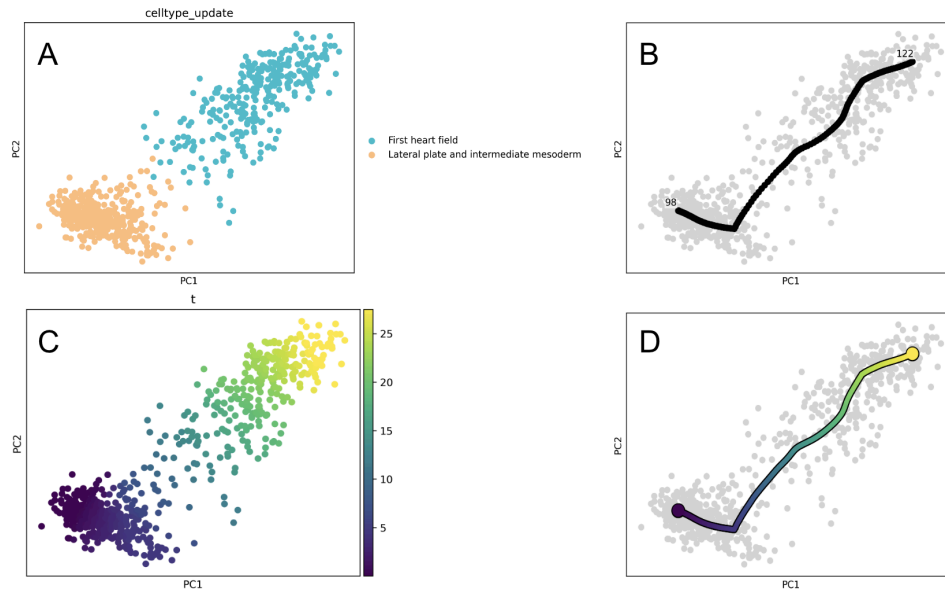 celltype_update
A
PC2
PC1
First heart field
Lateral plate and intermediate mesoderm
B
122
98
PC2
PC1
t
C
PC2
PC1
25
20
15
10
5
D
PC2
PC1